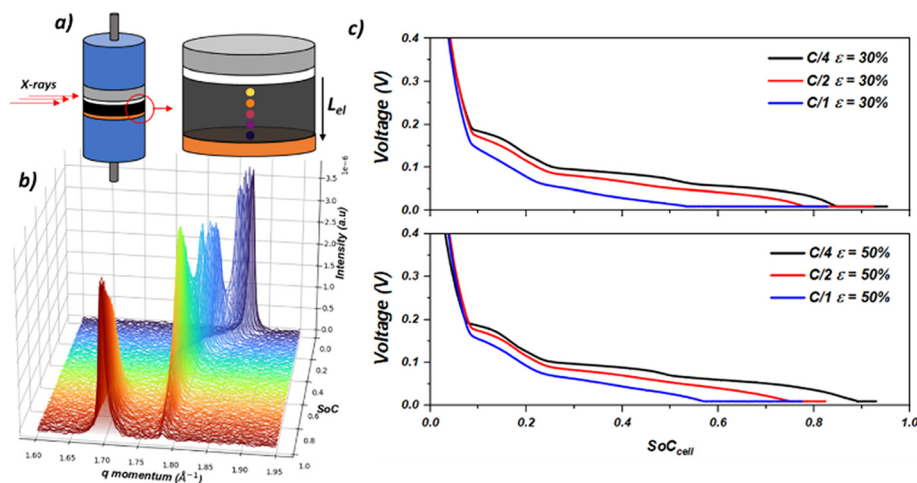 a)
X-rays
L_el
b)
1e-6
3.5
3.0
2.5
2.0
1.5
1.0
0.5
0.0
Intensity (a.u)
0.0
0.2
0.4
0.6
0.8
1.0
SoC
1.60
1.65
1.70
1.75
1.80
1.85
1.90
1.95
q momentum (Å⁻¹)
c)
0.4
0.3
0.2
0.1
0.0
Voltage (V)
C/4 ε = 30%
C/2 ε = 30%
C/1 ε = 30%
0.4
0.3
0.2
0.1
0.0
Voltage (V)
C/4 ε = 50%
C/2 ε = 50%
C/1 ε = 50%
0.0 0.2 0.4 0.6 0.8 1.0
SoC_cell